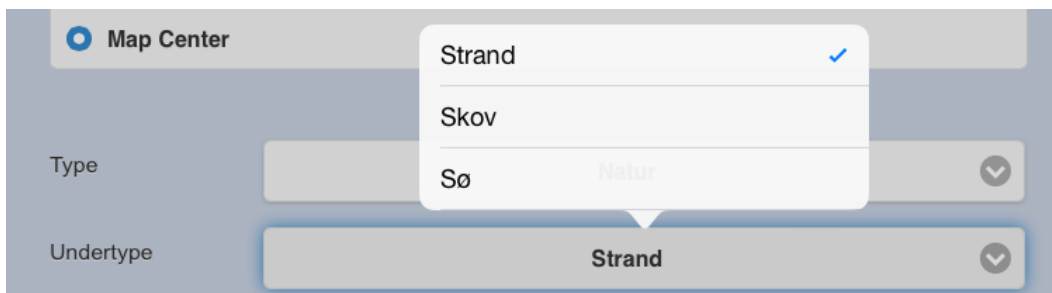 Map Center
Strand
Skov
Type
Natur
Sø
Undertype
Strand